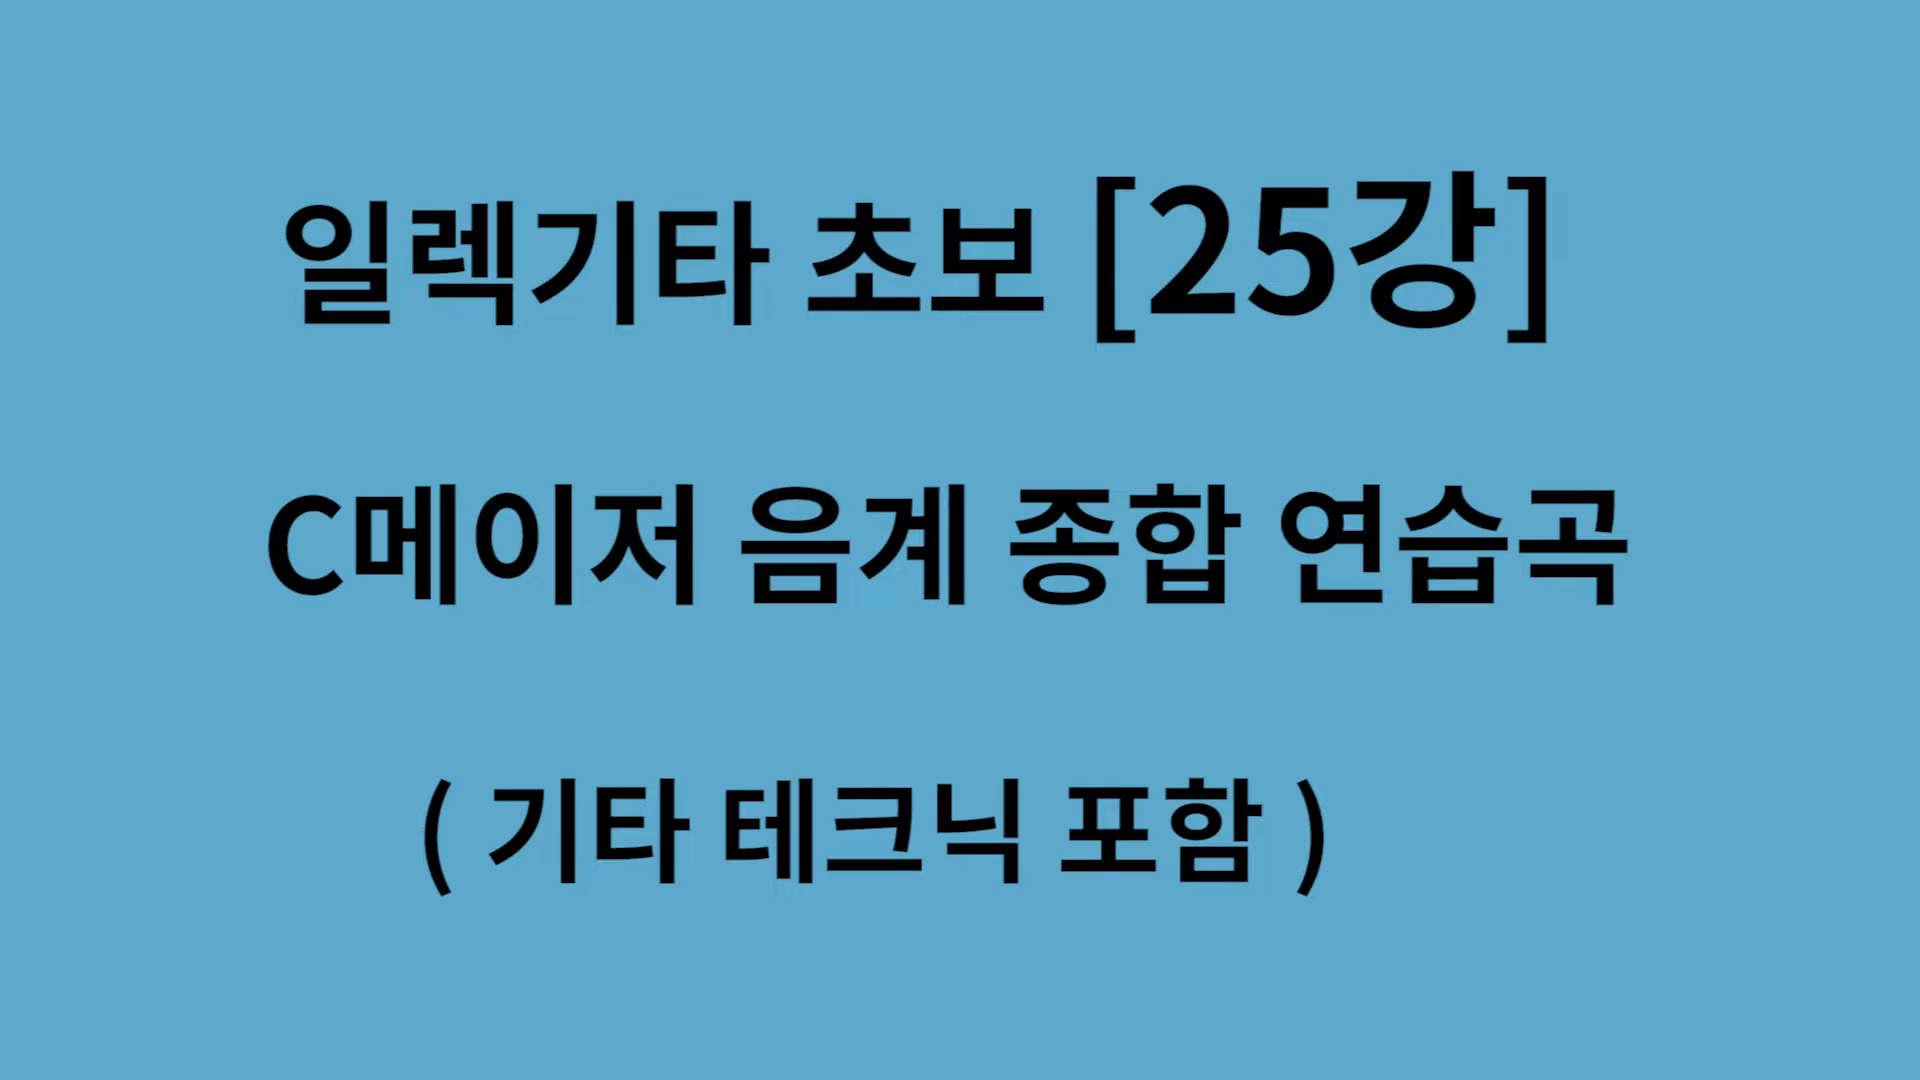 일렉기타 초보 [25강]
C메이저 음계 종합 연습곡
( 기타 테크닉 포함 )